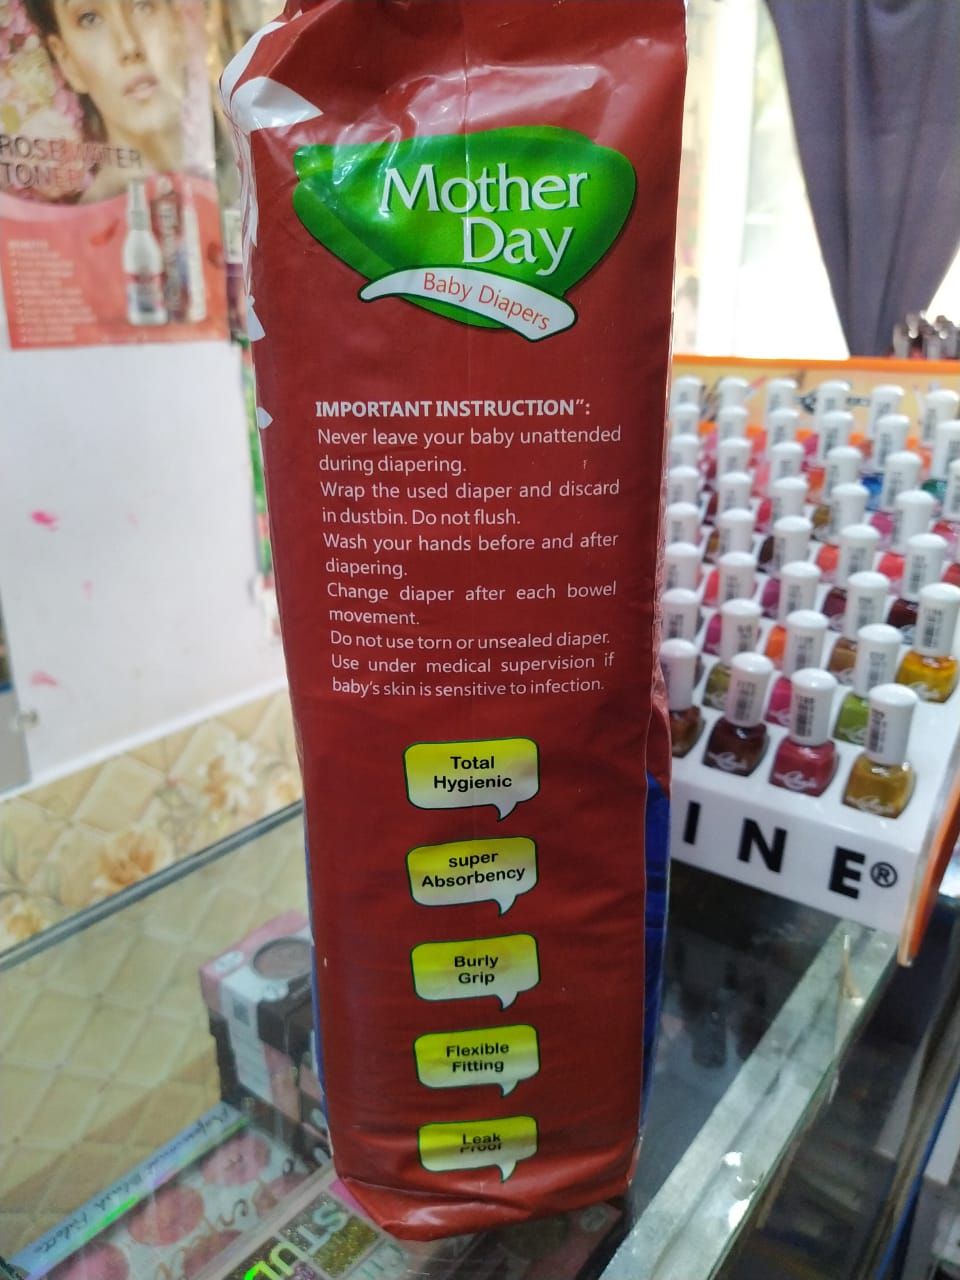 ROSE WATER
TONER
BENEFITS
Mother
Day
Baby Diapers
IMPORTANT INSTRUCTION”:
Never leave your baby unattended
during diapering.
Wrap the used diaper and discard
in dustbin. Do not flush.
Wash your hands before and after
diapering.
Change diaper after each bowel
movement.
Do not use torn or unsealed diaper.
Use under medical supervision if
baby’s skin is sensitive to infection.
Total
Hygienic
super
Absorbency
Burly
Grip
Flexible
Fitting
Leak
Proof
INE®